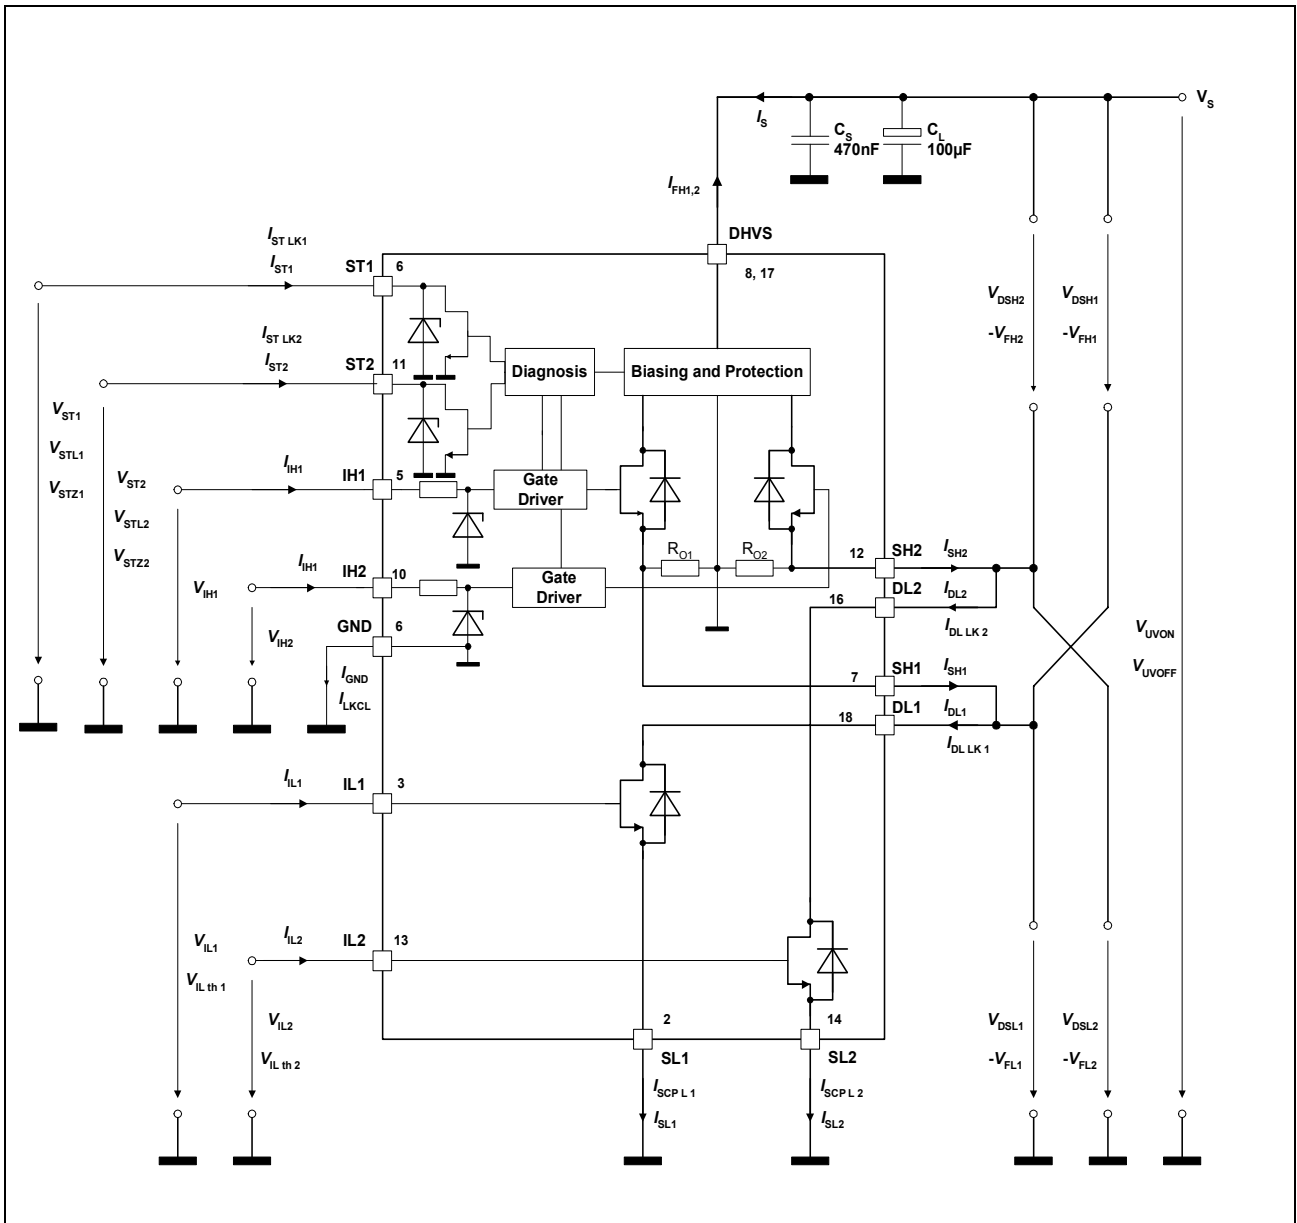 V_S
I_S
C_S
470nF
C_L
100µF
I_FH1,2
DHVS
8, 17
I_ST LK1
I_ST1
ST1
6
I_ST LK2
I_ST2
ST2
11
V_DSH2
-V_FH2
V_DSH1
-V_FH1
Diagnosis
Biasing and Protection
V_ST1
V_STL1
V_STZ1
V_ST2
V_STL2
V_STZ2
I_IH1
IH1
5
Gate
Driver
R_O1
R_O2
12
SH2
I_SH2
I_IH1
IH2
10
Gate
Driver
V_IH1
V_IH2
16
DL2
I_DL2
I_DL LK 2
GND
6
I_GND
I_LKCL
V_UVON
V_UVOFF
7
SH1
I_SH1
18
DL1
I_DL1
I_DL LK 1
I_IL1
IL1
3
V_IL1
V_IL th 1
I_IL2
IL2
13
V_IL2
V_IL th 2
2
SL1
14
SL2
I_SCP L 1
I_SL1
I_SCP L 2
I_SL2
V_DSL1
-V_FL1
V_DSL2
-V_FL2